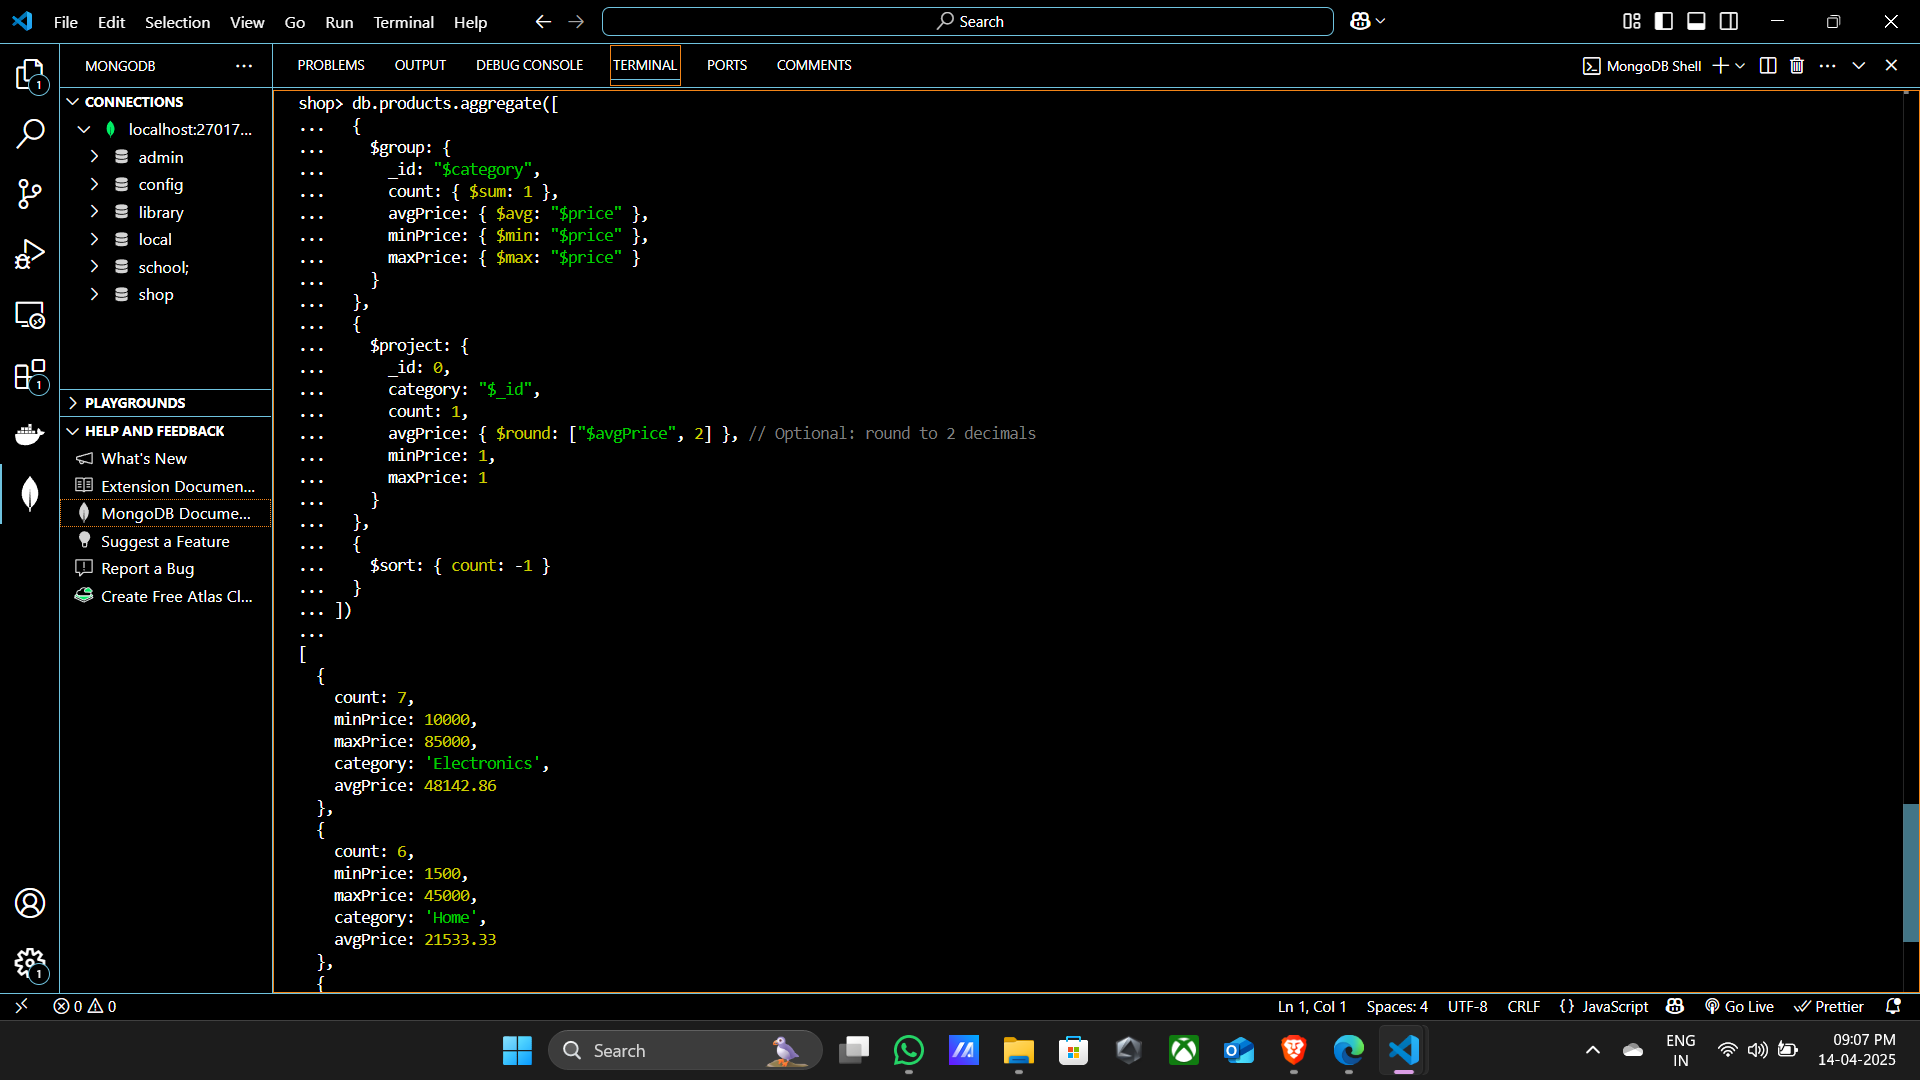 File Edit Selection View Go Run Terminal Help
Search
MONGODB
PROBLEMS OUTPUT DEBUG CONSOLE TERMINAL PORTS COMMENTS
MongoDB Shell
CONNECTIONS
localhost:27017...
admin
config
library
local
school;
shop
PLAYGROUNDS
HELP AND FEEDBACK
What's New
Extension Documen...
MongoDB Docume...
Suggest a Feature
Report a Bug
Create Free Atlas Cl...
1
1
1
shop> db.products.aggregate([
...   {
...     $group: {
...       _id: "$category",
...       count: { $sum: 1 },
...       avgPrice: { $avg: "$price" },
...       minPrice: { $min: "$price" },
...       maxPrice: { $max: "$price" }
...     }
...   },
...   {
...     $project: {
...       _id: 0,
...       category: "$_id",
...       count: 1,
...       avgPrice: { $round: ["$avgPrice", 2] }, // Optional: round to 2 decimals
...       minPrice: 1,
...       maxPrice: 1
...     }
...   },
...   {
...     $sort: { count: -1 }
...   }
... ])
...
[
  {
    count: 7,
    minPrice: 10000,
    maxPrice: 85000,
    category: 'Electronics',
    avgPrice: 48142.86
  },
  {
    count: 6,
    minPrice: 1500,
    maxPrice: 45000,
    category: 'Home',
    avgPrice: 21533.33
  },
  {
0 0
Ln 1, Col 1 Spaces: 4 UTF-8 CRLF {} JavaScript Go Live Prettier
Search
ENG
IN
09:07 PM
14-04-2025